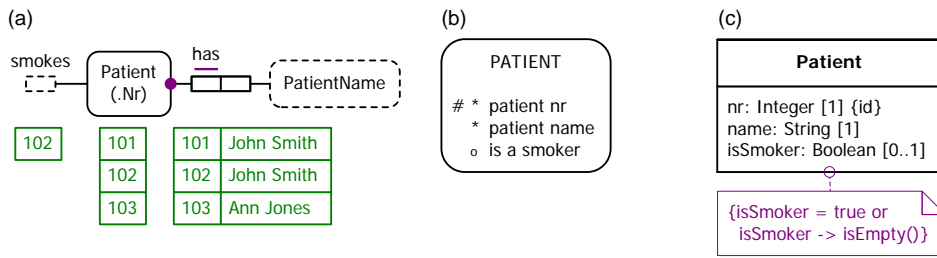 (a)
smokes
Patient
(.Nr)
has
PatientName
102
101
102
103
101 John Smith
102 John Smith
103 Ann Jones
(b)
PATIENT
# * patient nr
* patient name
o is a smoker
(c)
Patient
nr: Integer [1] {id}
name: String [1]
isSmoker: Boolean [0..1]
{isSmoker = true or
isSmoker -> isEmpty()}